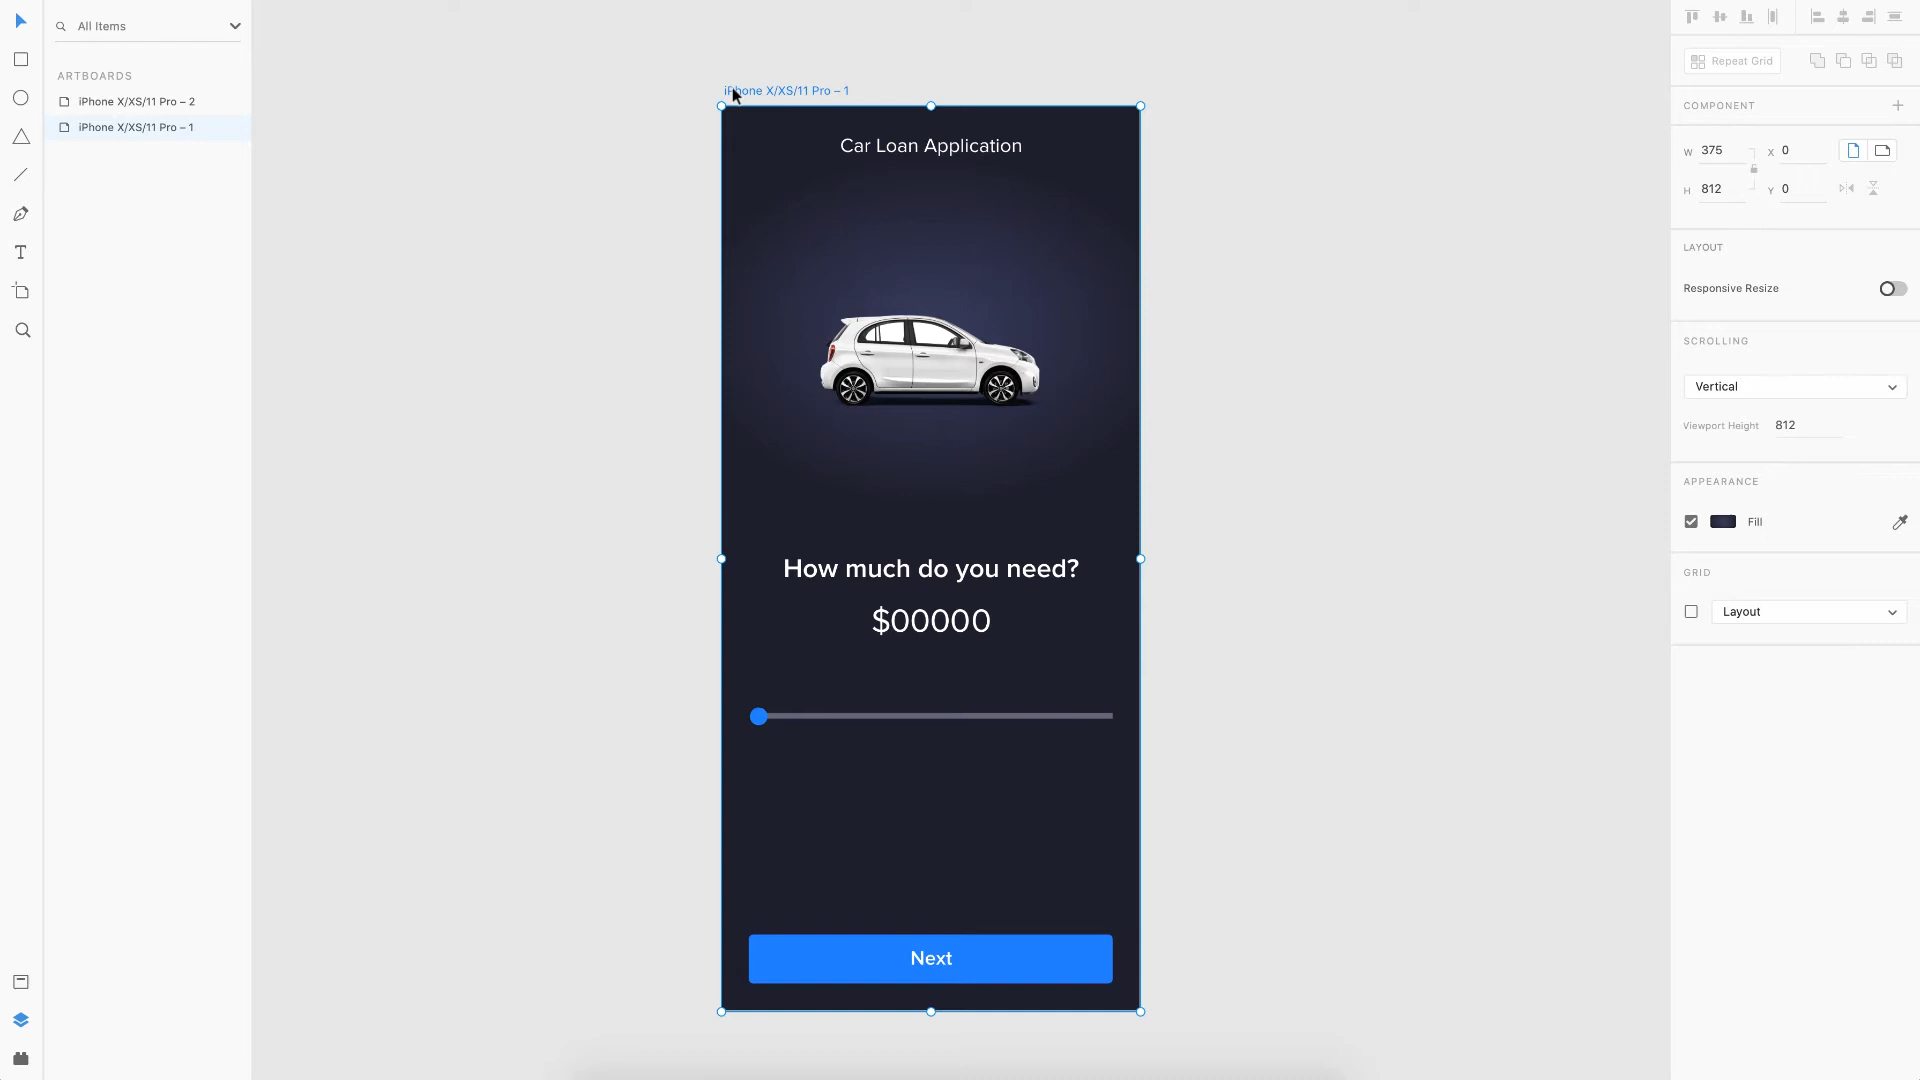 All Items
ARTBOARDS
iPhone X/XS/11 Pro – 2
iPhone X/XS/11 Pro – 1
iPhone X/XS/11 Pro – 1
Car Loan Application
How much do you need?
$00000
Next
Repeat Grid
COMPONENT
W 375 X 0
H 812 Y 0
LAYOUT
Responsive Resize
SCROLLING
Vertical
Viewport Height 812
APPEARANCE
Fill
GRID
Layout